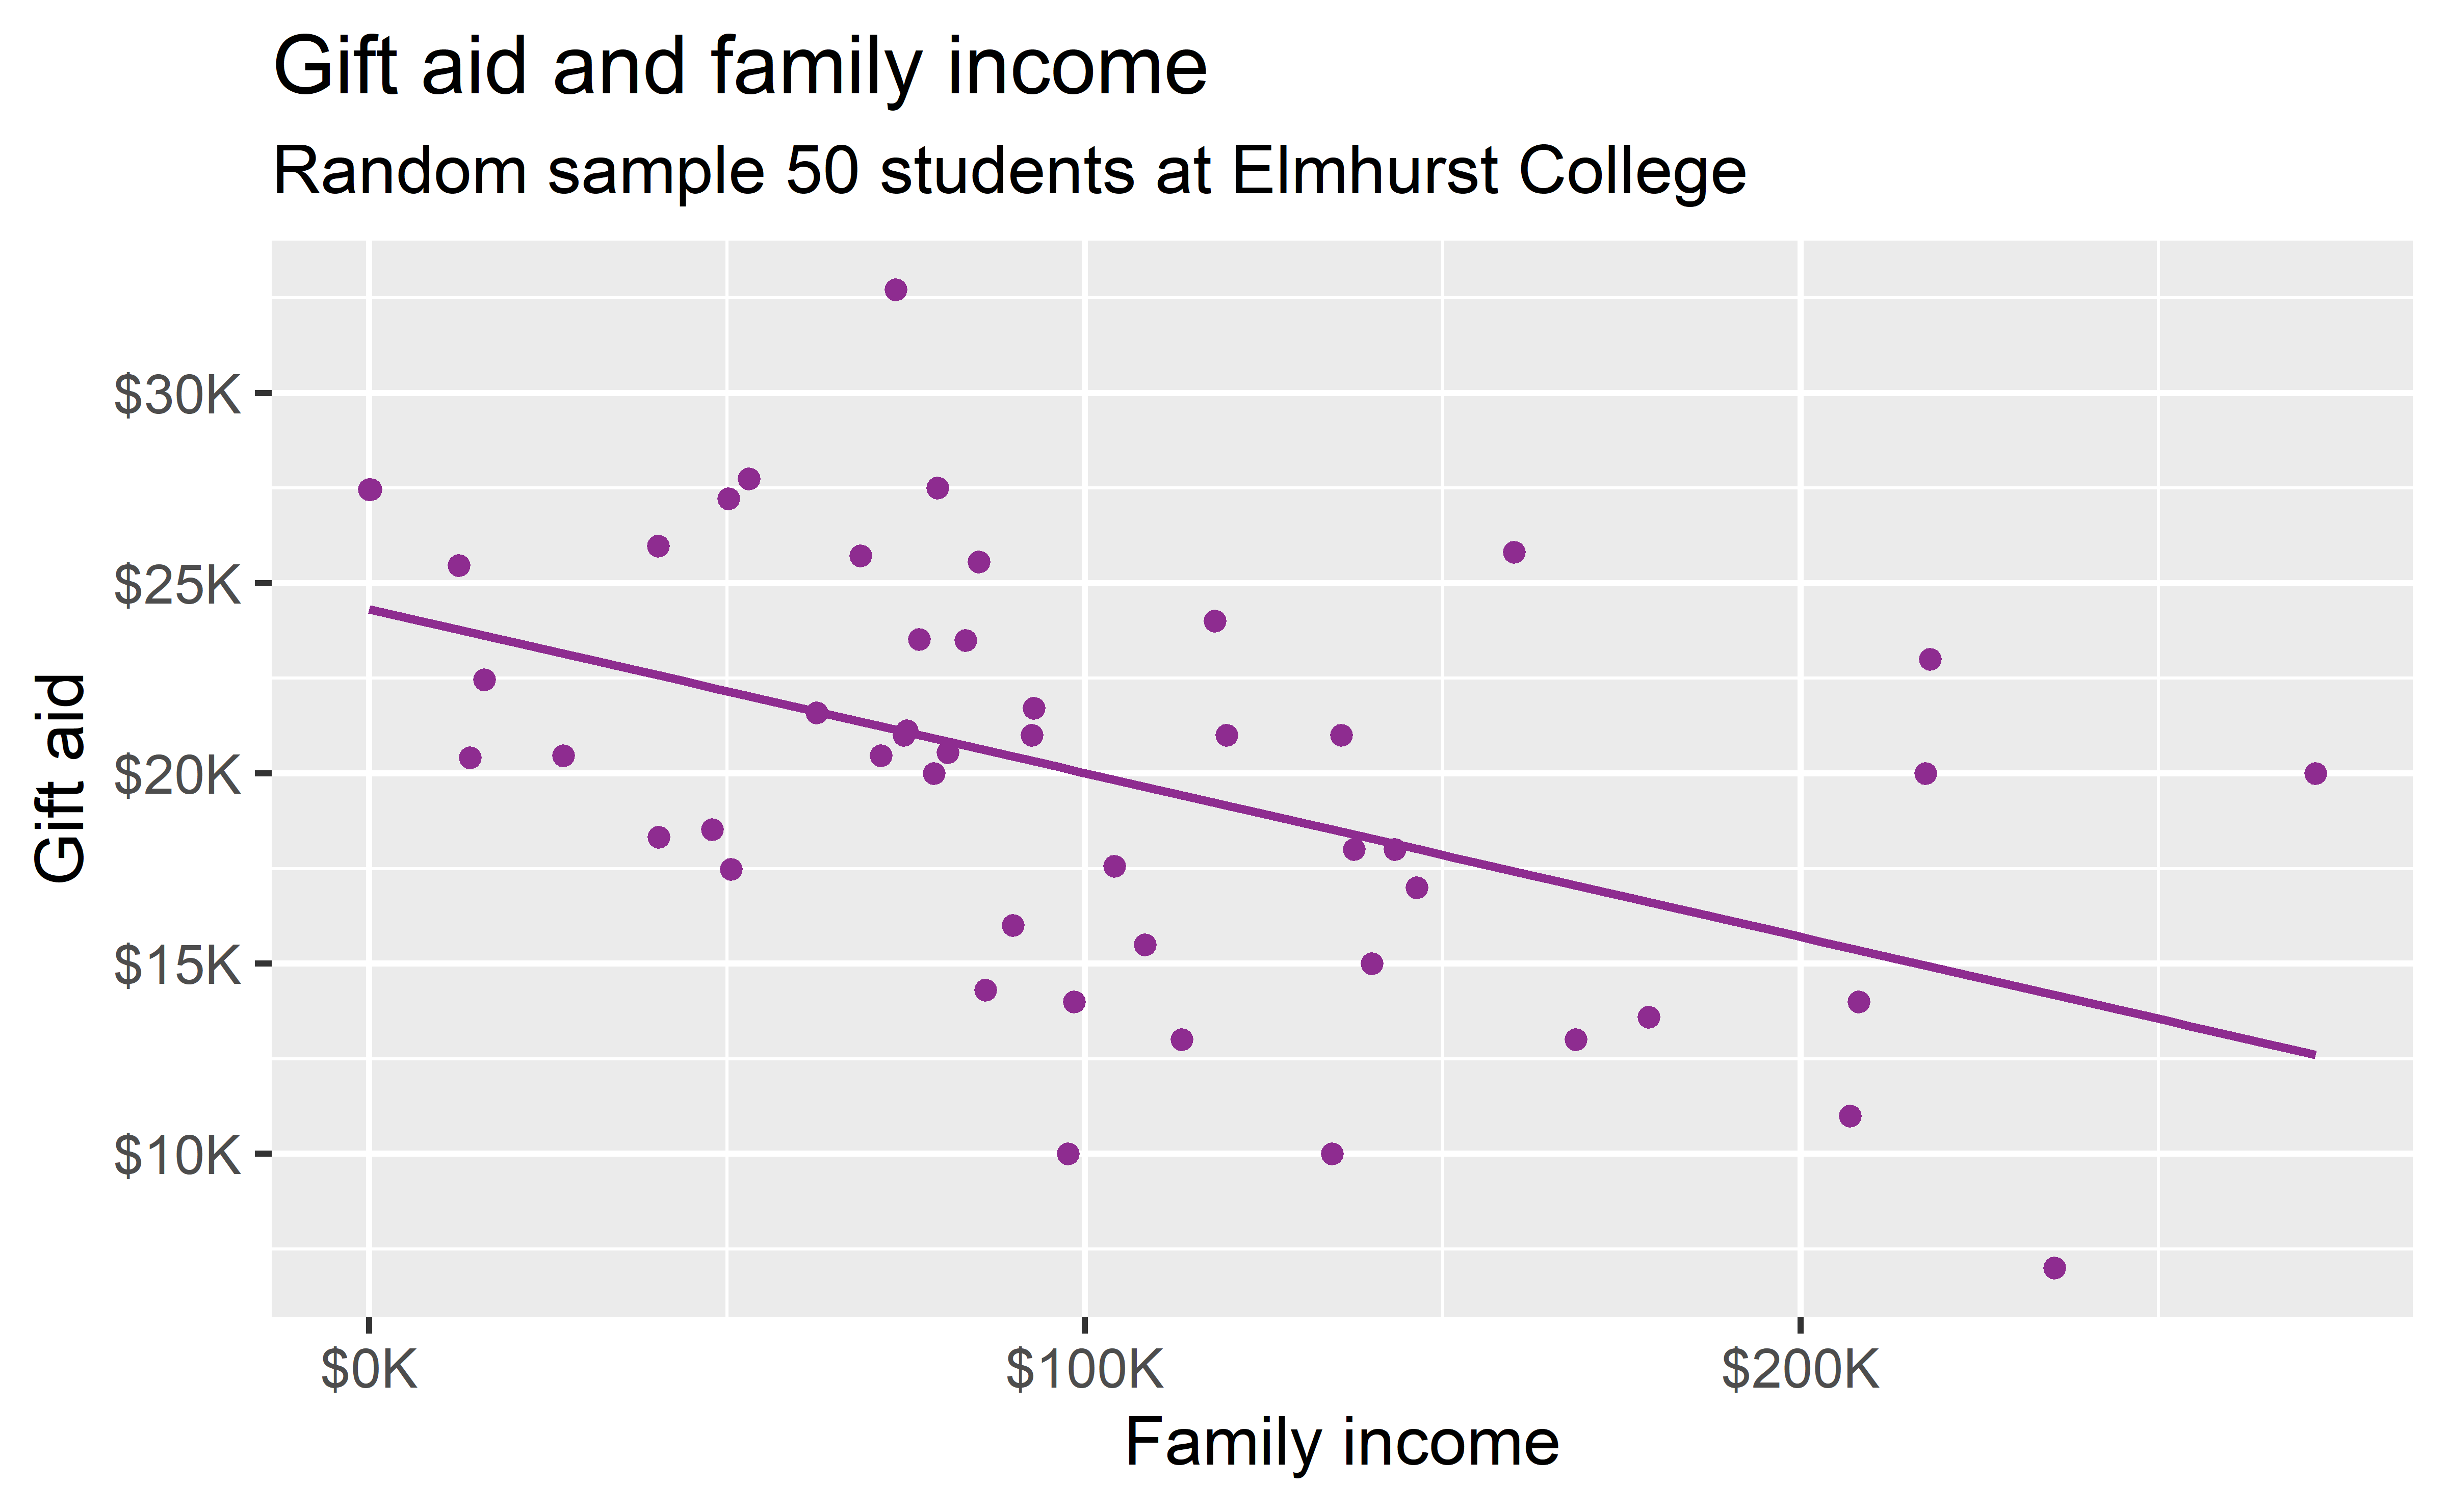 Gift aid and family income
Random sample 50 students at Elmhurst College
$30K
$25K
$20K
$15K
$10K
Gift aid
$0K $100K $200K
Family income